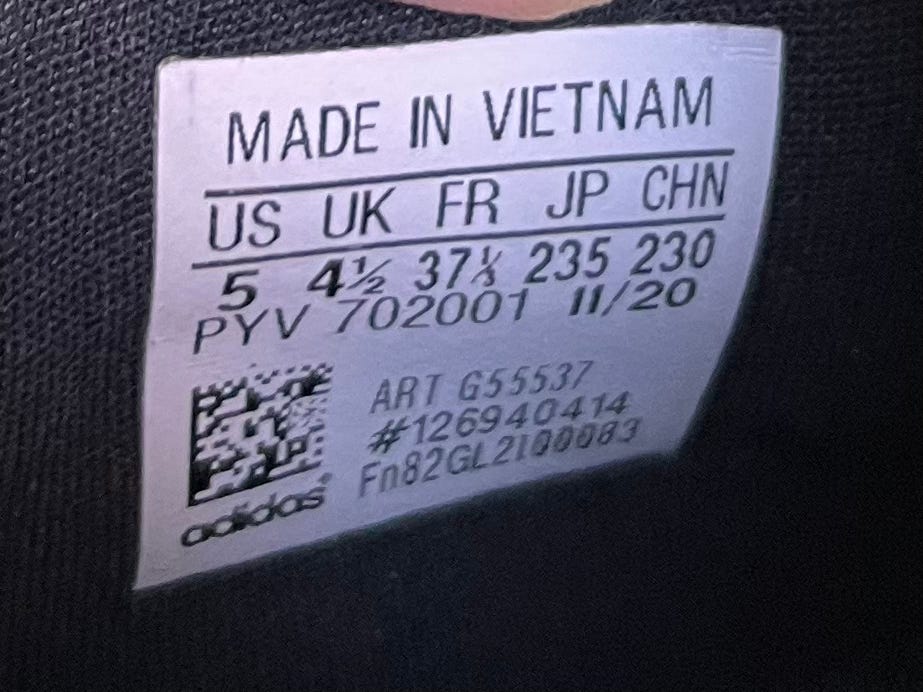 MADE IN VIETNAM
US UK FR JP CHN
5 4½ 37⅓ 235 230
PYV 702001 11/20
ART G55537
#126940414
Fn82GL2I00083
adidas